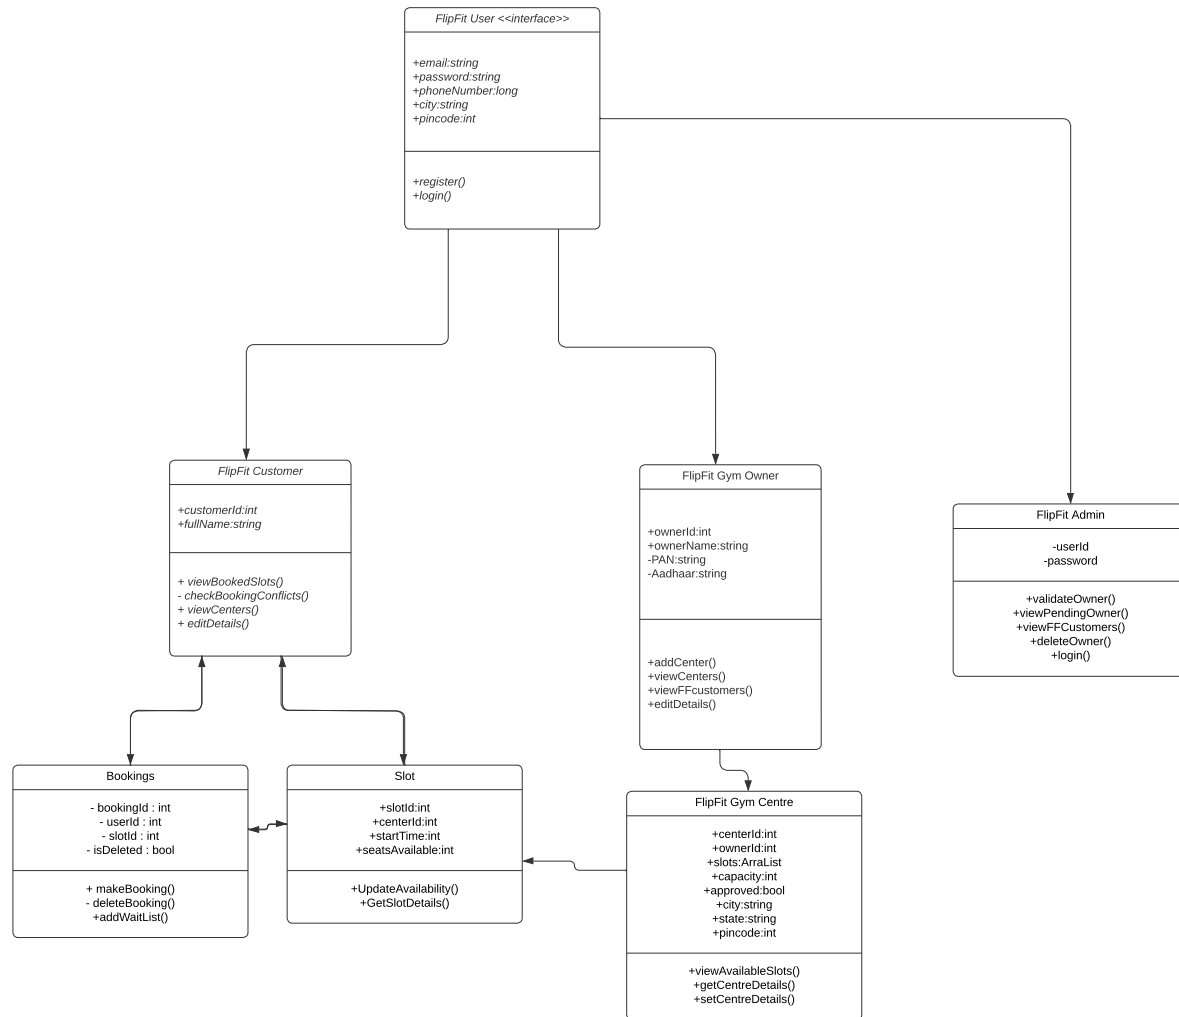 FlipFit User <<interface>>
+email:string
+password:string
+phoneNumber:long
+city:string
+pincode:int
+register()
+login()
FlipFit Customer
+customerId:int
+fullName:string
+ viewBookedSlots()
- checkBookingConflicts()
+ viewCenters()
+ editDetails()
FlipFit Gym Owner
+ownerId:int
+ownerName:string
-PAN:string
-Aadhaar:string
+addCenter()
+viewCenters()
+viewFFcustomers()
+editDetails()
FlipFit Admin
-userId
-password
+validateOwner()
+viewPendingOwner()
+viewFFCustomers()
+deleteOwner()
+login()
Bookings
- bookingId : int
- userId : int
- slotId : int
- isDeleted : bool
+ makeBooking()
- deleteBooking()
+addWaitList()
Slot
+slotId:int
+centerId:int
+startTime:int
+seatsAvailable:int
+UpdateAvailability()
+GetSlotDetails()
FlipFit Gym Centre
+centerId:int
+ownerId:int
+slots:ArraList
+capacity:int
+approved:bool
+city:string
+state:string
+pincode:int
+viewAvailableSlots()
+getCentreDetails()
+setCentreDetails()